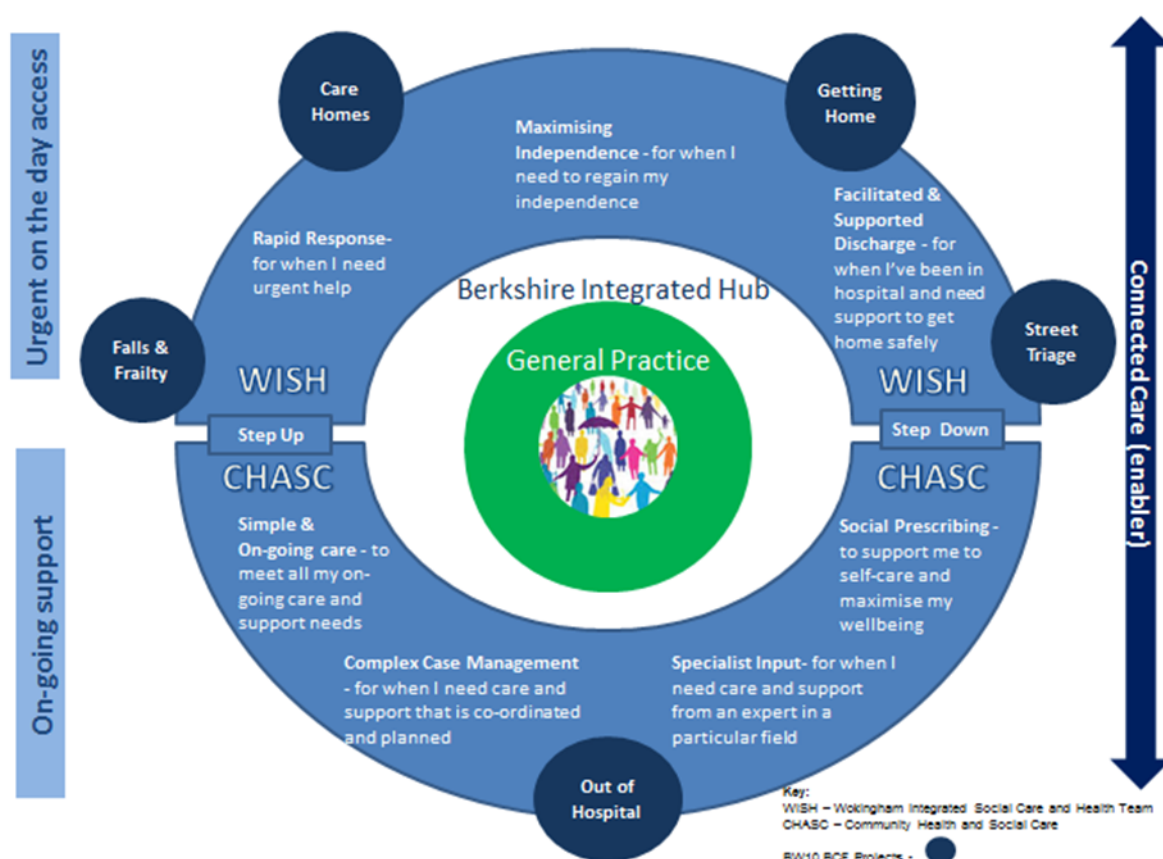 Urgent on the day access
On-going support
Care
Homes
Getting
Home
Falls &
Frailty
Street
Triage
Out of
Hospital
Maximising
Independence - for when I
need to regain my
independence
Rapid Response-
for when I need
urgent help
Facilitated &
Supported
Discharge - for
when I've been in
hospital and need
support to get
home safely
WISH
WISH
Step Up
Step Down
CHASC
CHASC
Berkshire Integrated Hub
General Practice
Simple &
On-going care - to
meet all my on-
going care and
support needs
Social Prescribing -
to support me to
self-care and
maximise my
wellbeing
Complex Case Management
- for when I need care and
support that is co-ordinated
and planned
Specialist Input- for when I
need care and support
from an expert in a
particular field
Connected Care (enabler)
Key:
WISH – Wokingham Integrated Social Care and Health Team
CHASC – Community Health and Social Care
BW10 BCF Projects -